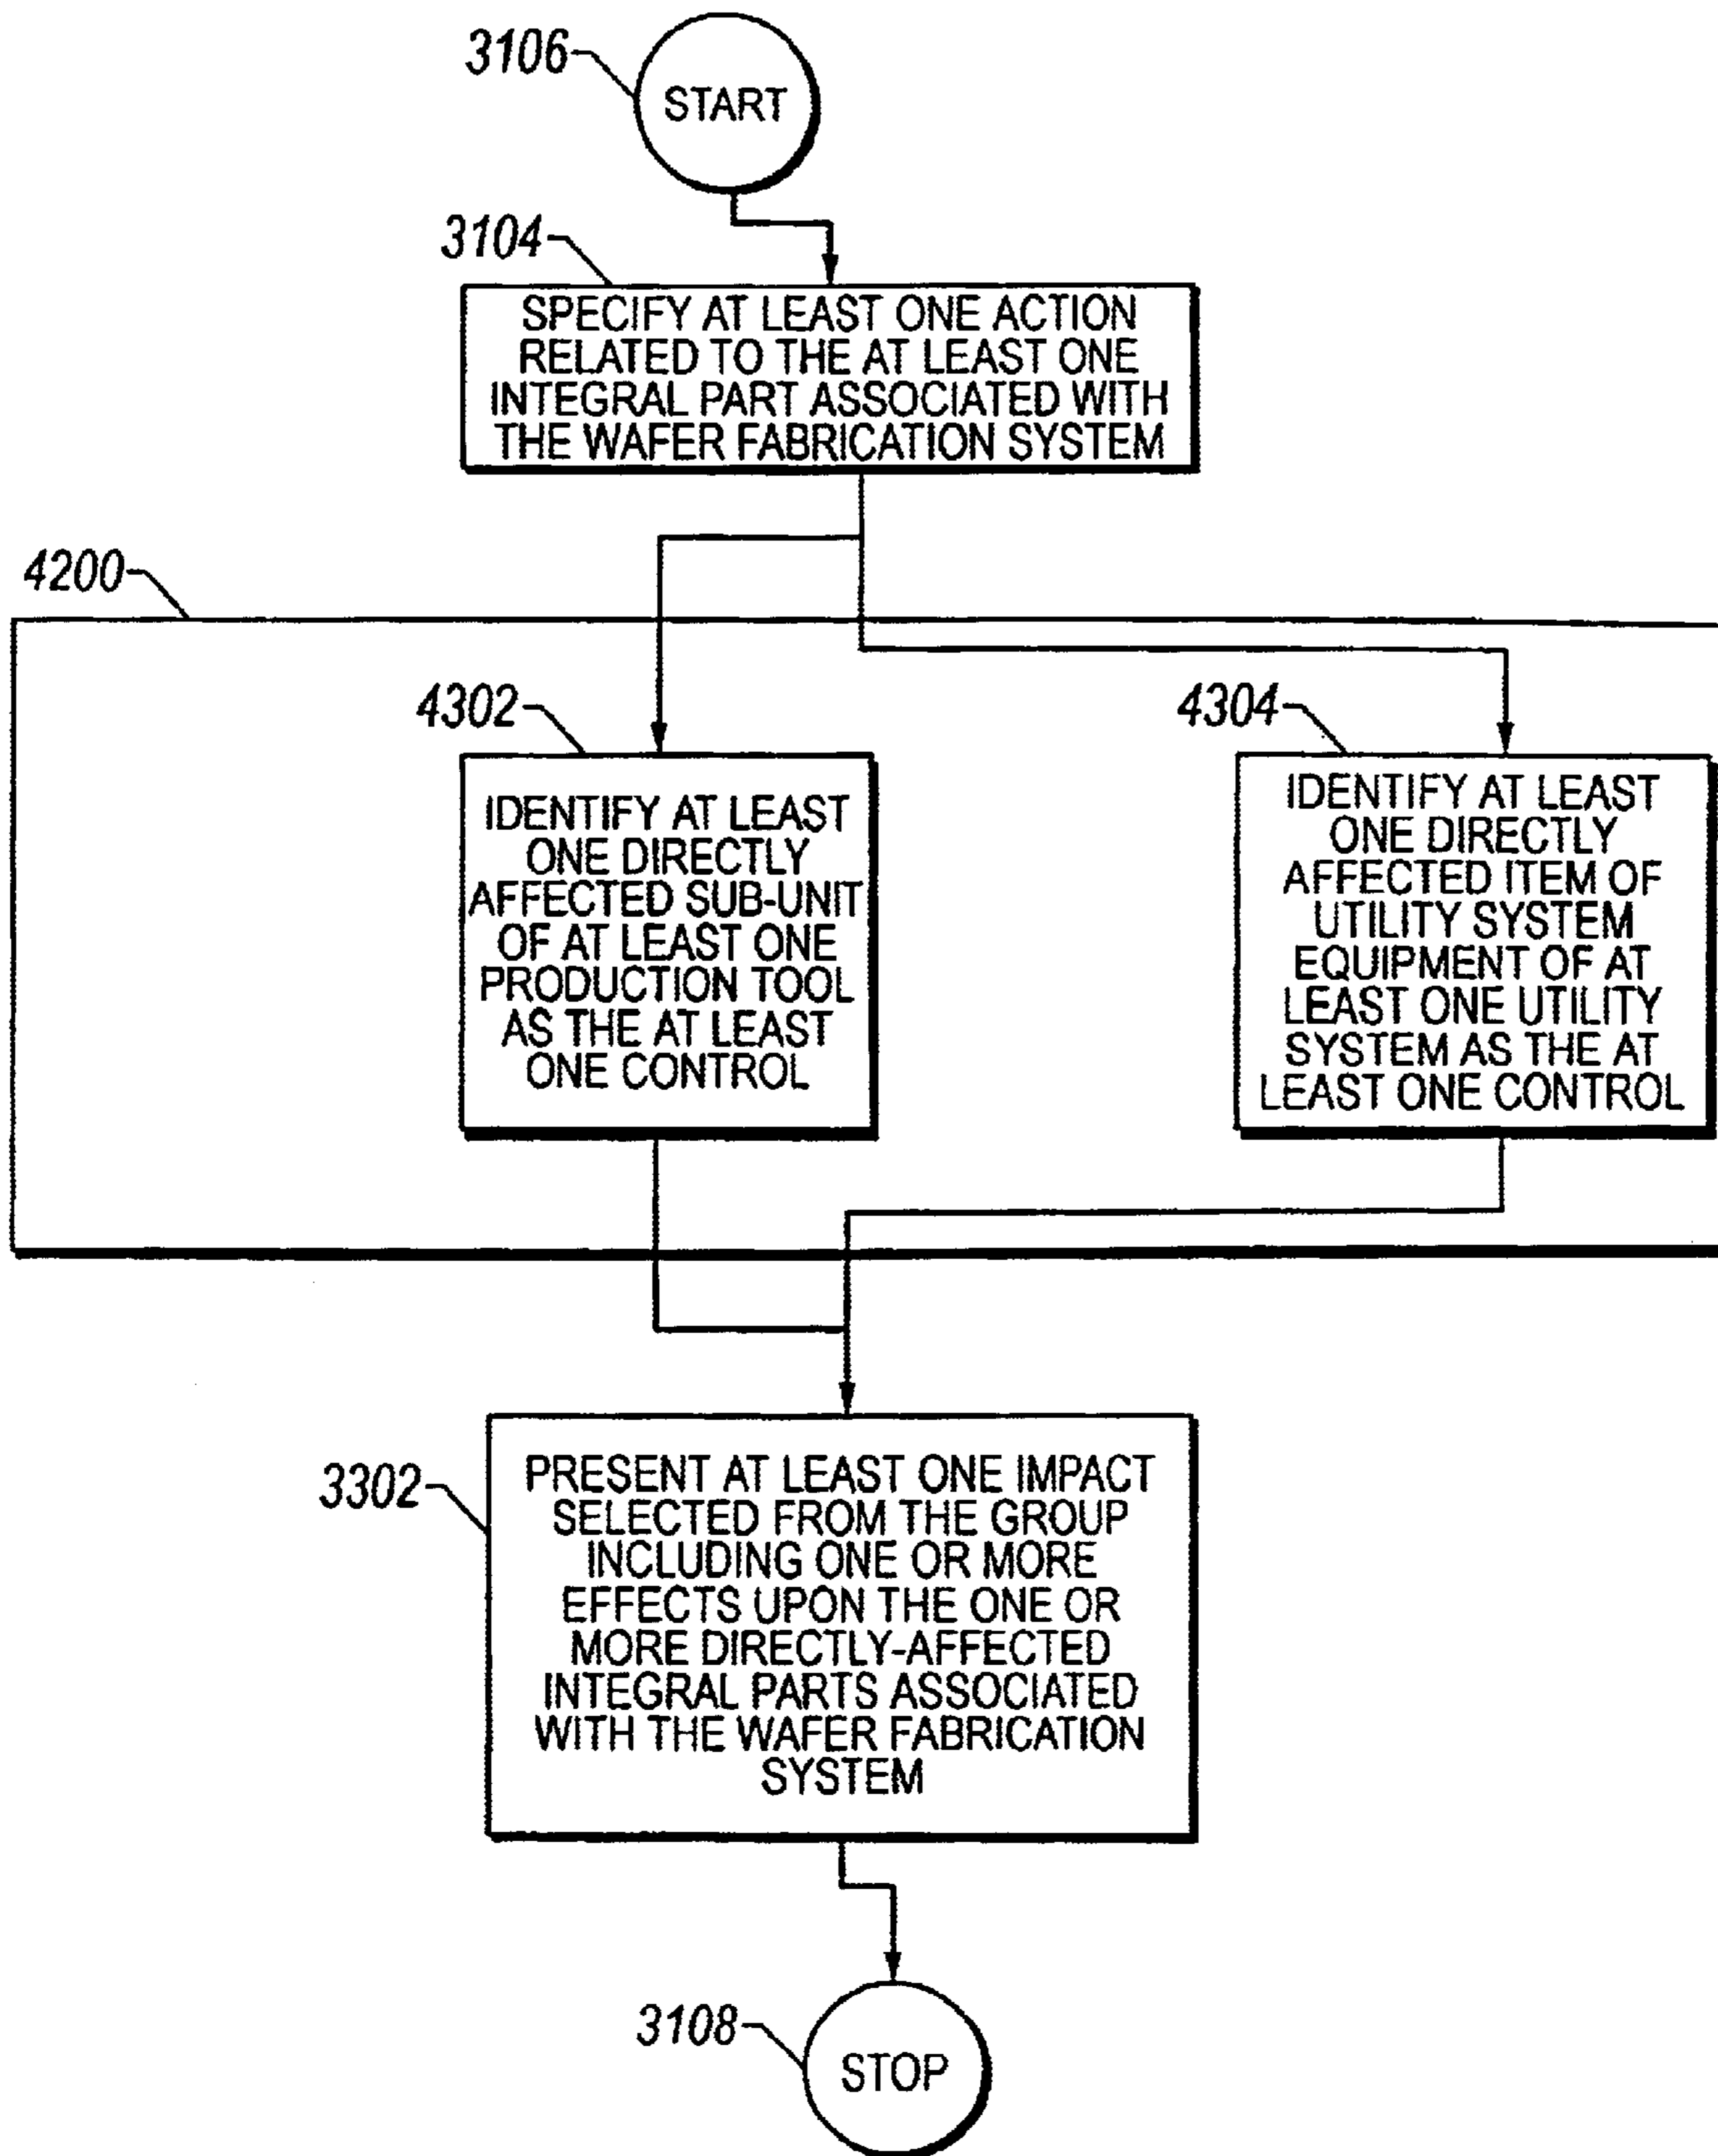 3106
START
3104
SPECIFY AT LEAST ONE ACTION
RELATED TO THE AT LEAST ONE
INTEGRAL PART ASSOCIATED WITH
THE WAFER FABRICATION SYSTEM
4200
4302
IDENTIFY AT LEAST
ONE DIRECTLY
AFFECTED SUB-UNIT
OF AT LEAST ONE
PRODUCTION TOOL
AS THE AT LEAST
ONE CONTROL
4304
IDENTIFY AT LEAST
ONE DIRECTLY
AFFECTED ITEM OF
UTILITY SYSTEM
EQUIPMENT OF AT
LEAST ONE UTILITY
SYSTEM AS THE AT
LEAST ONE CONTROL
3302
PRESENT AT LEAST ONE IMPACT
SELECTED FROM THE GROUP
INCLUDING ONE OR MORE
EFFECTS UPON THE ONE OR
MORE DIRECTLY-AFFECTED
INTEGRAL PARTS ASSOCIATED
WITH THE WAFER FABRICATION
SYSTEM
3108
STOP